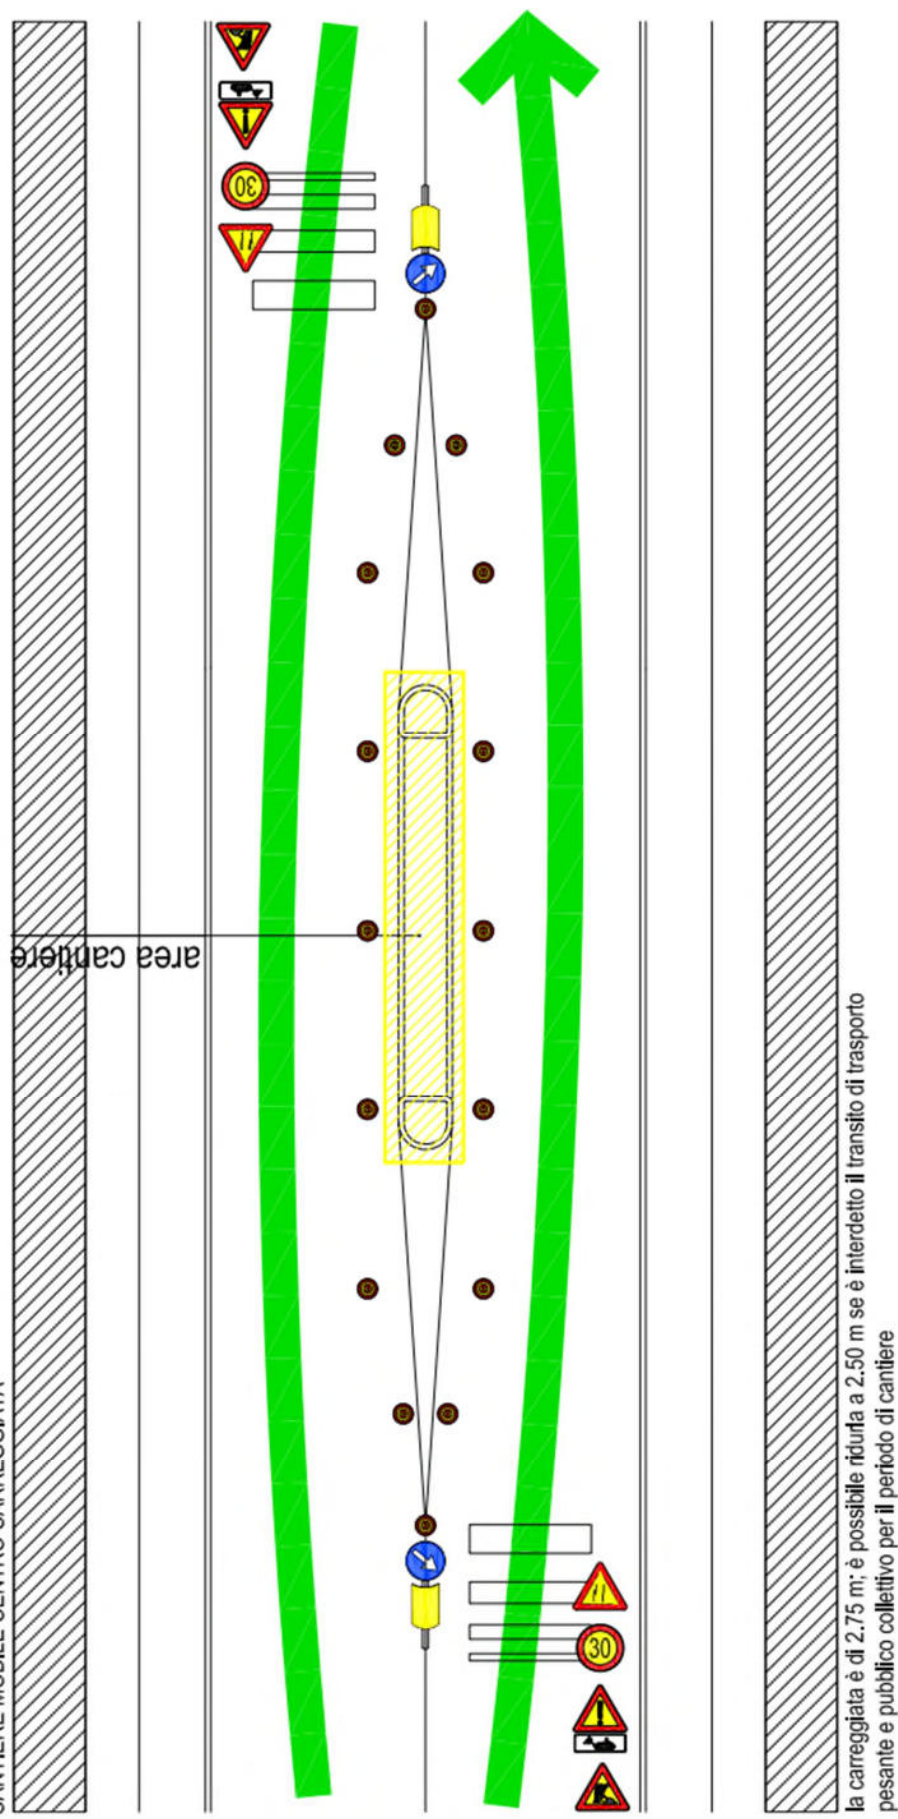 CANTIERE MOBILE CENTRO CARREGGIATA
30
area cantiere
30
la carreggiata è di 2.75 m; è possibile ridurla a 2.50 m se è interdetto il transito di trasporto
pesante e pubblico collettivo per il periodo di cantiere